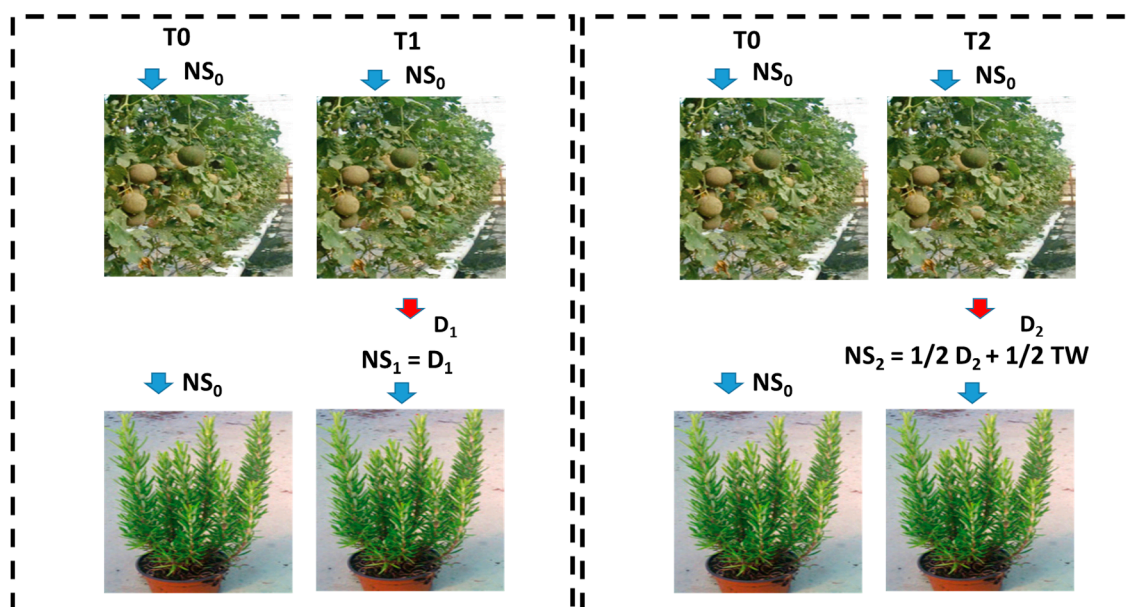 T0 T1
NS₀ NS₀
D₁
NS₁ = D₁
NS₀
T0 T2
NS₀ NS₀
D₂
NS₂ = 1/2 D₂ + 1/2 TW
NS₀